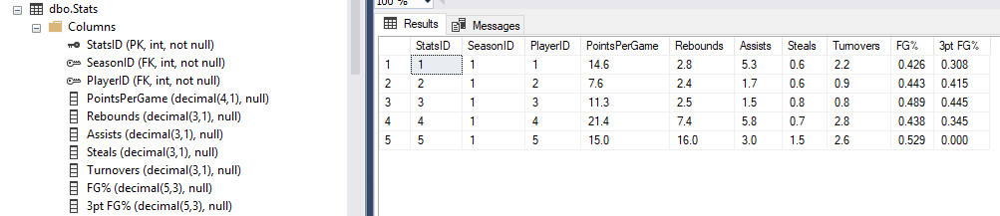 dbo.Stats
Columns
StatsID (PK, int, not null)
SeasonID (FK, int, not null)
PlayerID (FK, int, not null)
PointsPerGame (decimal(4,1), null)
Rebounds (decimal(3,1), null)
Assists (decimal(3,1), null)
Steals (decimal(3,1), null)
Turnovers (decimal(3,1), null)
FG% (decimal(5,3), null)
3pt FG% (decimal(5,3), null)
100 %
Results Messages
StatsID SeasonID PlayerID PointsPerGame Rebounds Assists Steals Turnovers FG% 3pt FG%
1 1 1 1 14.6 2.8 5.3 0.6 2.2 0.426 0.308
2 2 1 2 7.6 2.4 1.7 0.6 0.9 0.443 0.415
3 3 1 3 11.3 2.5 1.5 0.8 0.8 0.489 0.445
4 4 1 4 21.4 7.4 5.8 0.7 2.8 0.438 0.345
5 5 1 5 15.0 16.0 3.0 1.5 2.6 0.529 0.000